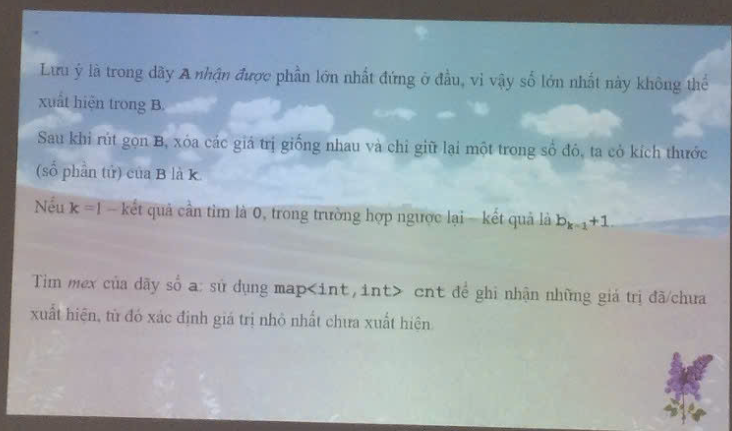 Lưu ý là trong dãy A nhận được phần lớn nhất đứng ở đầu, vì vậy số lớn nhất này không thể
xuất hiện trong B.
Sau khi rút gọn B, xóa các giá trị giống nhau và chỉ giữ lại một trong số đó, ta có kích thước
(số phần tử) của B là k.
Nếu k =1 – kết quả cần tìm là 0, trong trường hợp ngược lại – kết quả là bₖ₋₁+1.
Tìm mex của dãy số a: sử dụng map<int,int> cnt để ghi nhận những giá trị đã/chưa
xuất hiện, từ đó xác định giá trị nhỏ nhất chưa xuất hiện.